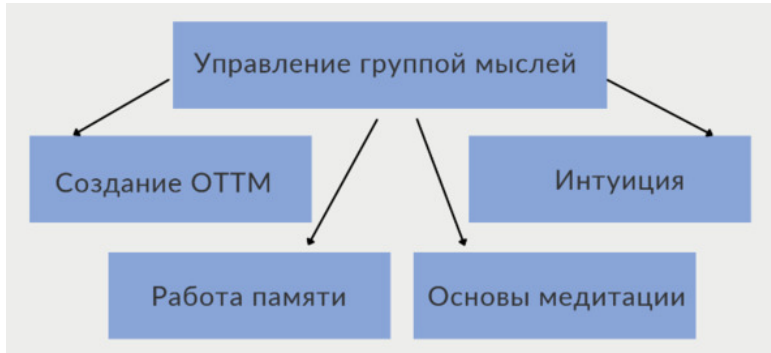 Управление группой мыслей
Создание ОТТМ
Интуиция
Работа памяти
Основы медитации